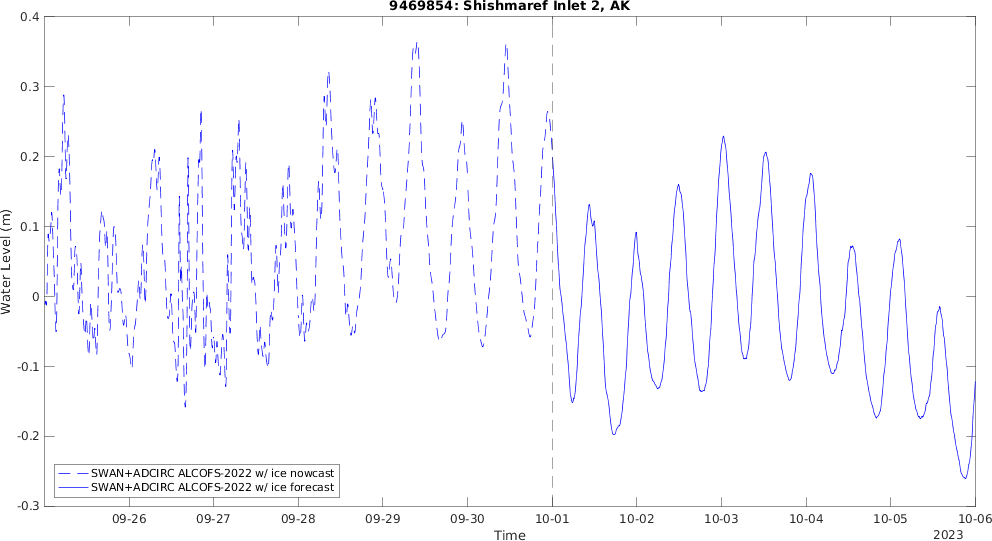 9469854: Shishmaref Inlet 2, AK
Water Level (m)
0.4
0.3
0.2
0.1
0
-0.1
-0.2
-0.3
SWAN+ADCIRC ALCOFS-2022 w/ ice nowcast
SWAN+ADCIRC ALCOFS-2022 w/ ice forecast
09-26 09-27 09-28 09-29 09-30 10-01 10-02 10-03 10-04 10-05 10-06
Time
2023